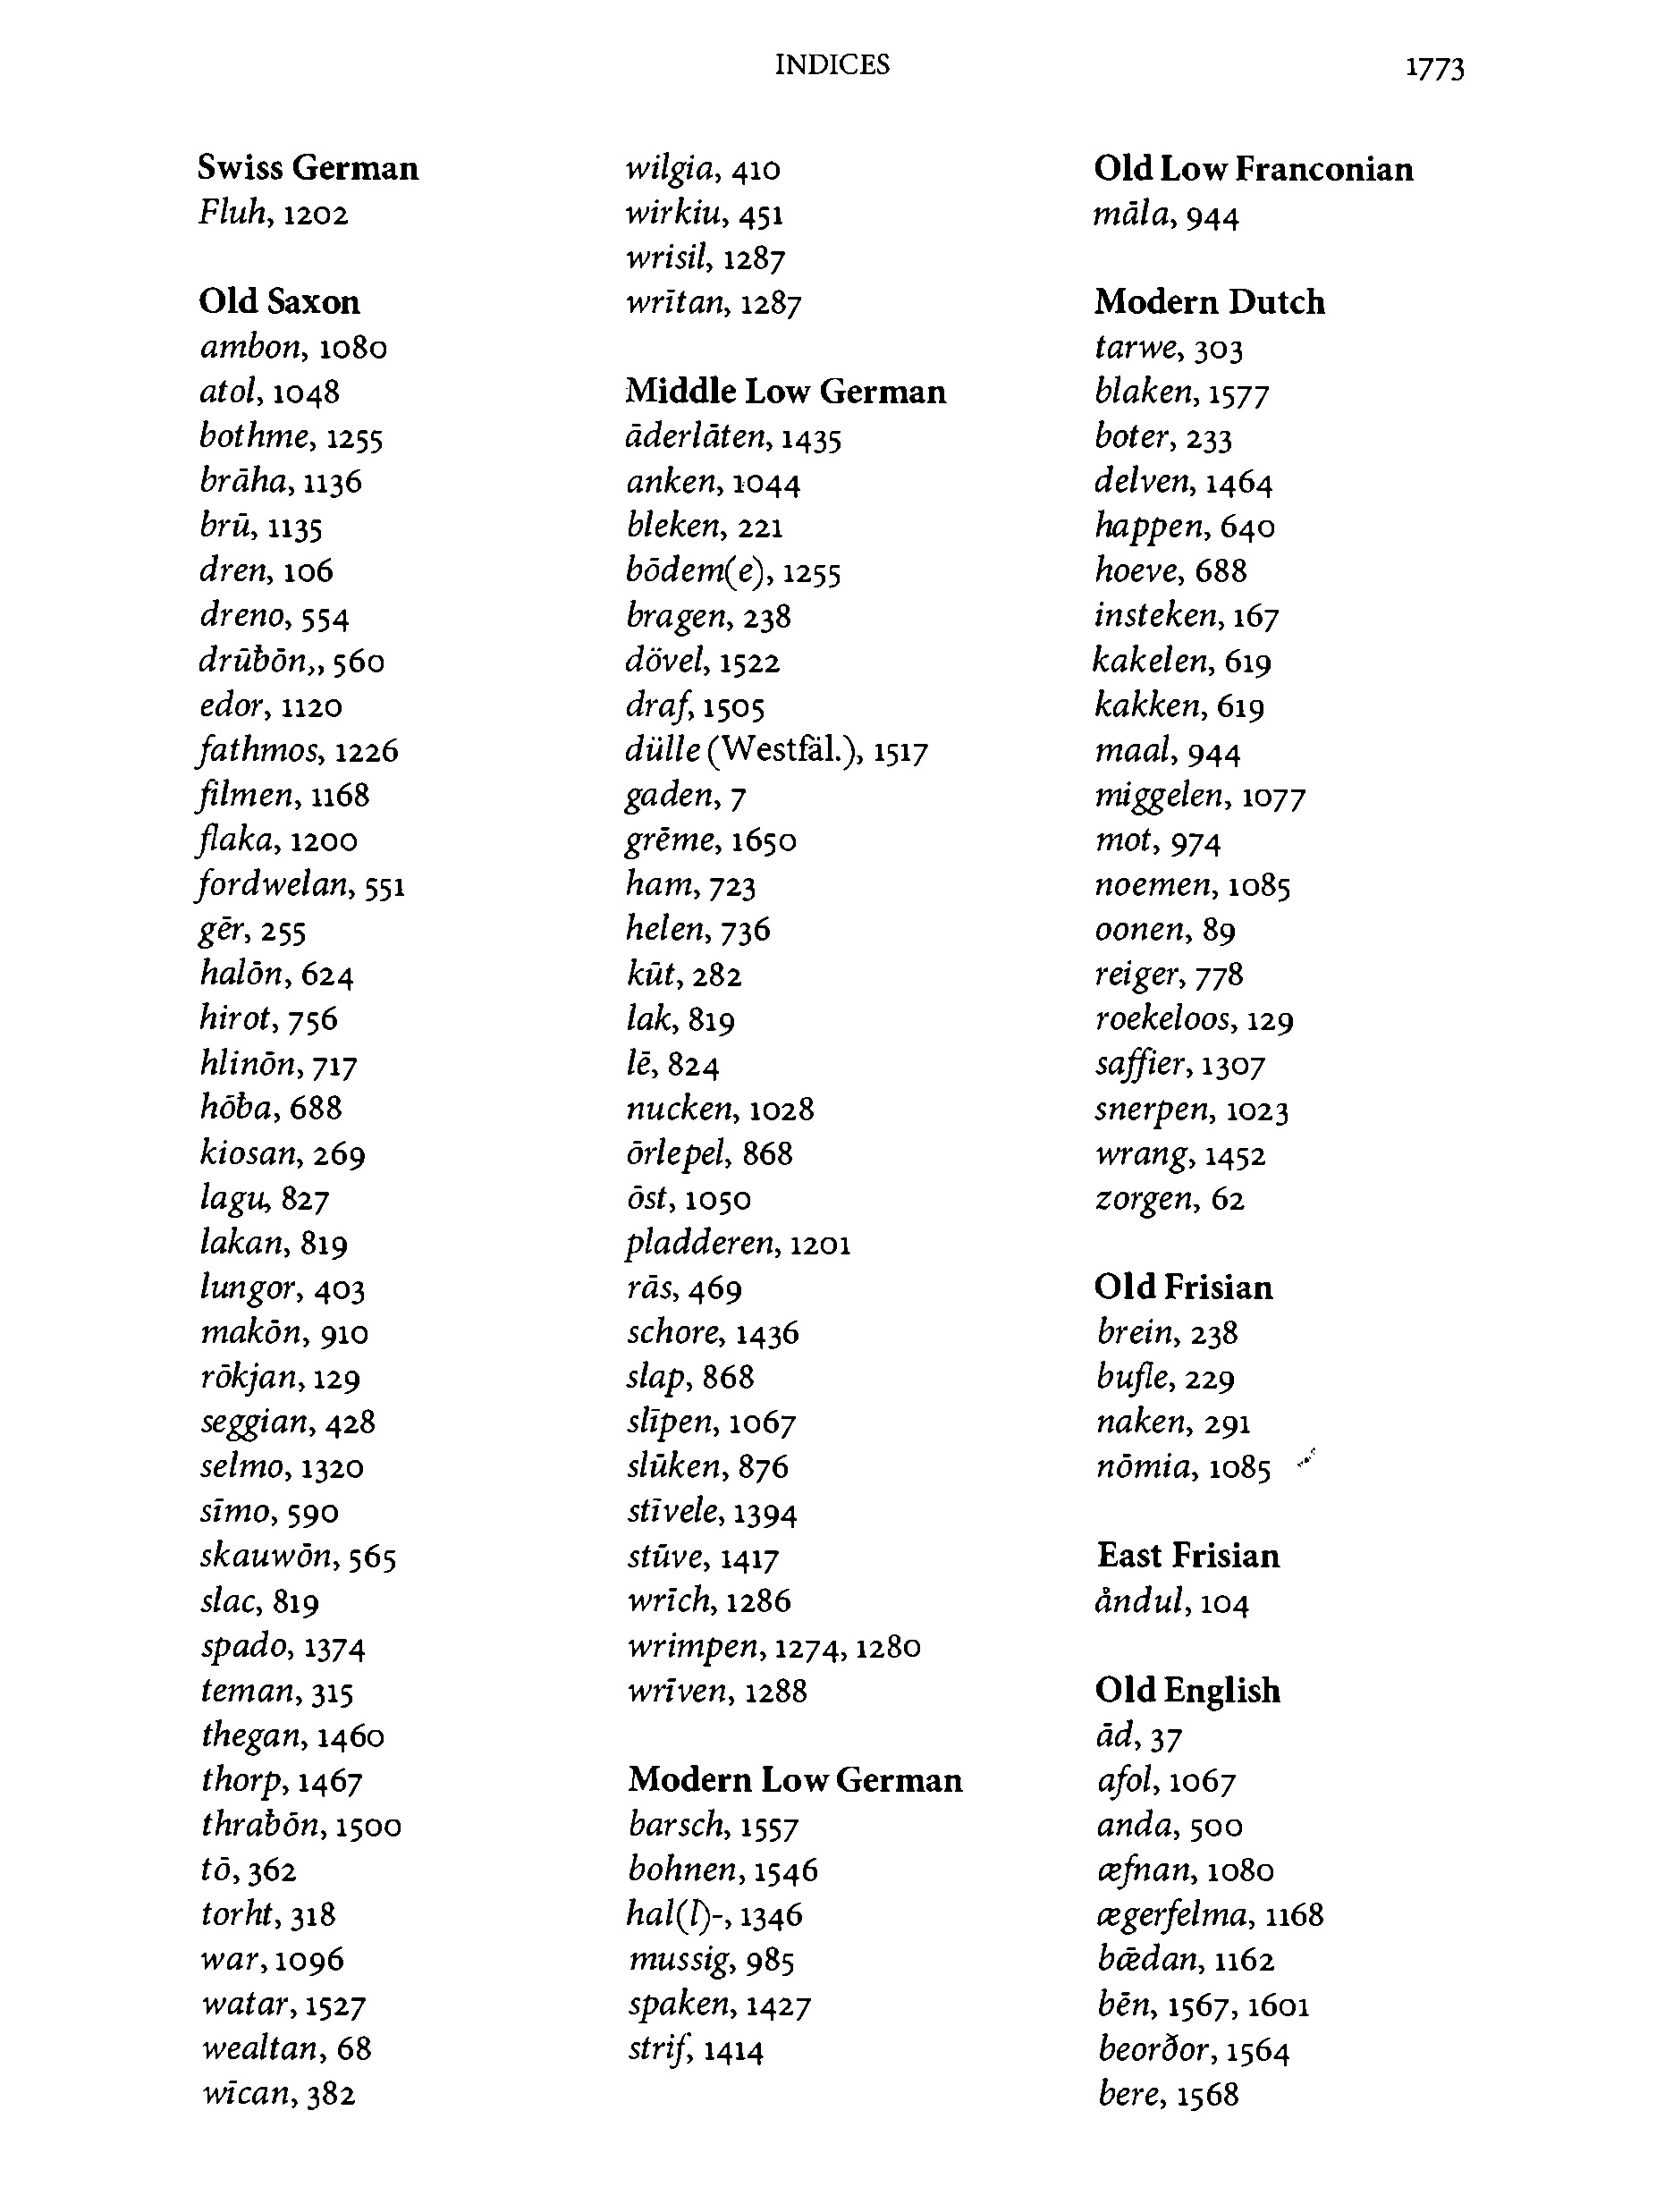 INDICES
1773
Swiss German
Fluh, 1202
Old Saxon
ambon, 1080
atol, 1048
bothme, 1255
brāha, 1136
brū, 1135
dren, 106
dreno, 554
drūƀōn,, 560
edor, 1120
fathmos, 1226
filmen, 1168
flaka, 1200
fordwelan, 551
gēr, 255
halōn, 624
hirot, 756
hlinōn, 717
hōƀa, 688
kiosan, 269
lagu, 827
lakan, 819
lungor, 403
makōn, 910
rōkjan, 129
seggian, 428
selmo, 1320
sīmo, 590
skauwōn, 565
slac, 819
spado, 1374
teman, 315
thegan, 1460
thorp, 1467
thraƀōn, 1500
tō, 362
torht, 318
war, 1096
watar, 1527
wealtan, 68
wīcan, 382
wilgia, 410
wirkiu, 451
wrisil, 1287
wrītan, 1287
Middle Low German
āderlāten, 1435
anken, 1044
bleken, 221
bōdem(e), 1255
bragen, 238
dövel, 1522
draf, 1505
dülle (Westfäl.), 1517
gaden, 7
grēme, 1650
ham, 723
helen, 736
kūt, 282
lak, 819
lē, 824
nucken, 1028
ōrlepel, 868
ōst, 1050
pladderen, 1201
rās, 469
schore, 1436
slap, 868
slīpen, 1067
slūken, 876
stīvele, 1394
stūve, 1417
wrīch, 1286
wrimpen, 1274, 1280
wrīven, 1288
Modern Low German
barsch, 1557
bohnen, 1546
hal(l)-, 1346
mussig, 985
spaken, 1427
strif, 1414
Old Low Franconian
māla, 944
Modern Dutch
tarwe, 303
blaken, 1577
boter, 233
delven, 1464
happen, 640
hoeve, 688
insteken, 167
kakelen, 619
kakken, 619
maal, 944
miggelen, 1077
mot, 974
noemen, 1085
oonen, 89
reiger, 778
roekeloos, 129
saffier, 1307
snerpen, 1023
wrang, 1452
zorgen, 62
Old Frisian
brein, 238
bufle, 229
naken, 291
nōmia, 1085
East Frisian
åndul, 104
Old English
ād, 37
afol, 1067
anda, 500
æfnan, 1080
ægerfelma, 1168
bǣdan, 1162
bēn, 1567, 1601
beorðor, 1564
bere, 1568